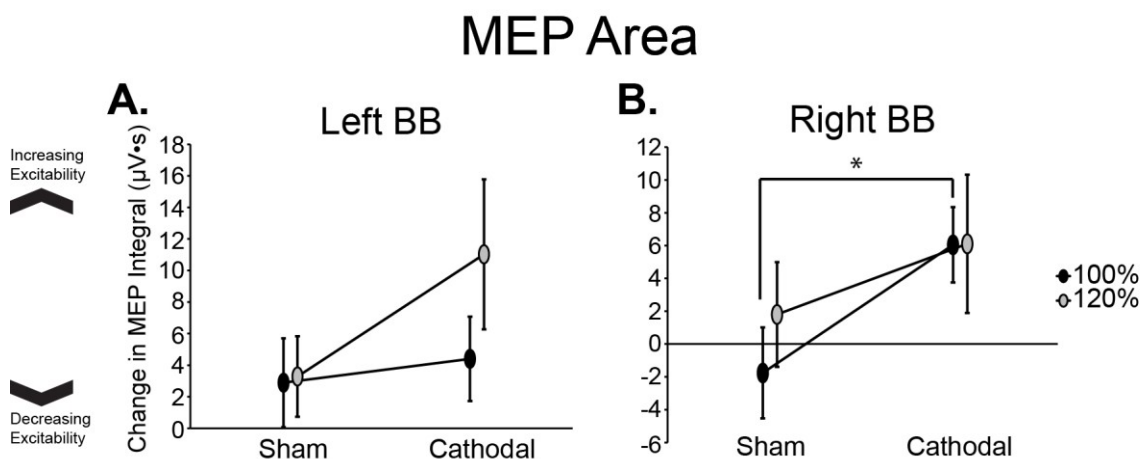 MEP Area
A.
Left BB
B.
Right BB
Increasing
Excitability
Decreasing
Excitability
Change in MEP Integral (µV•s)
18
16
14
12
10
8
6
4
2
0
Sham
Cathodal
12
10
8
6
4
2
0
-2
-4
-6
*
Sham
Cathodal
100%
120%